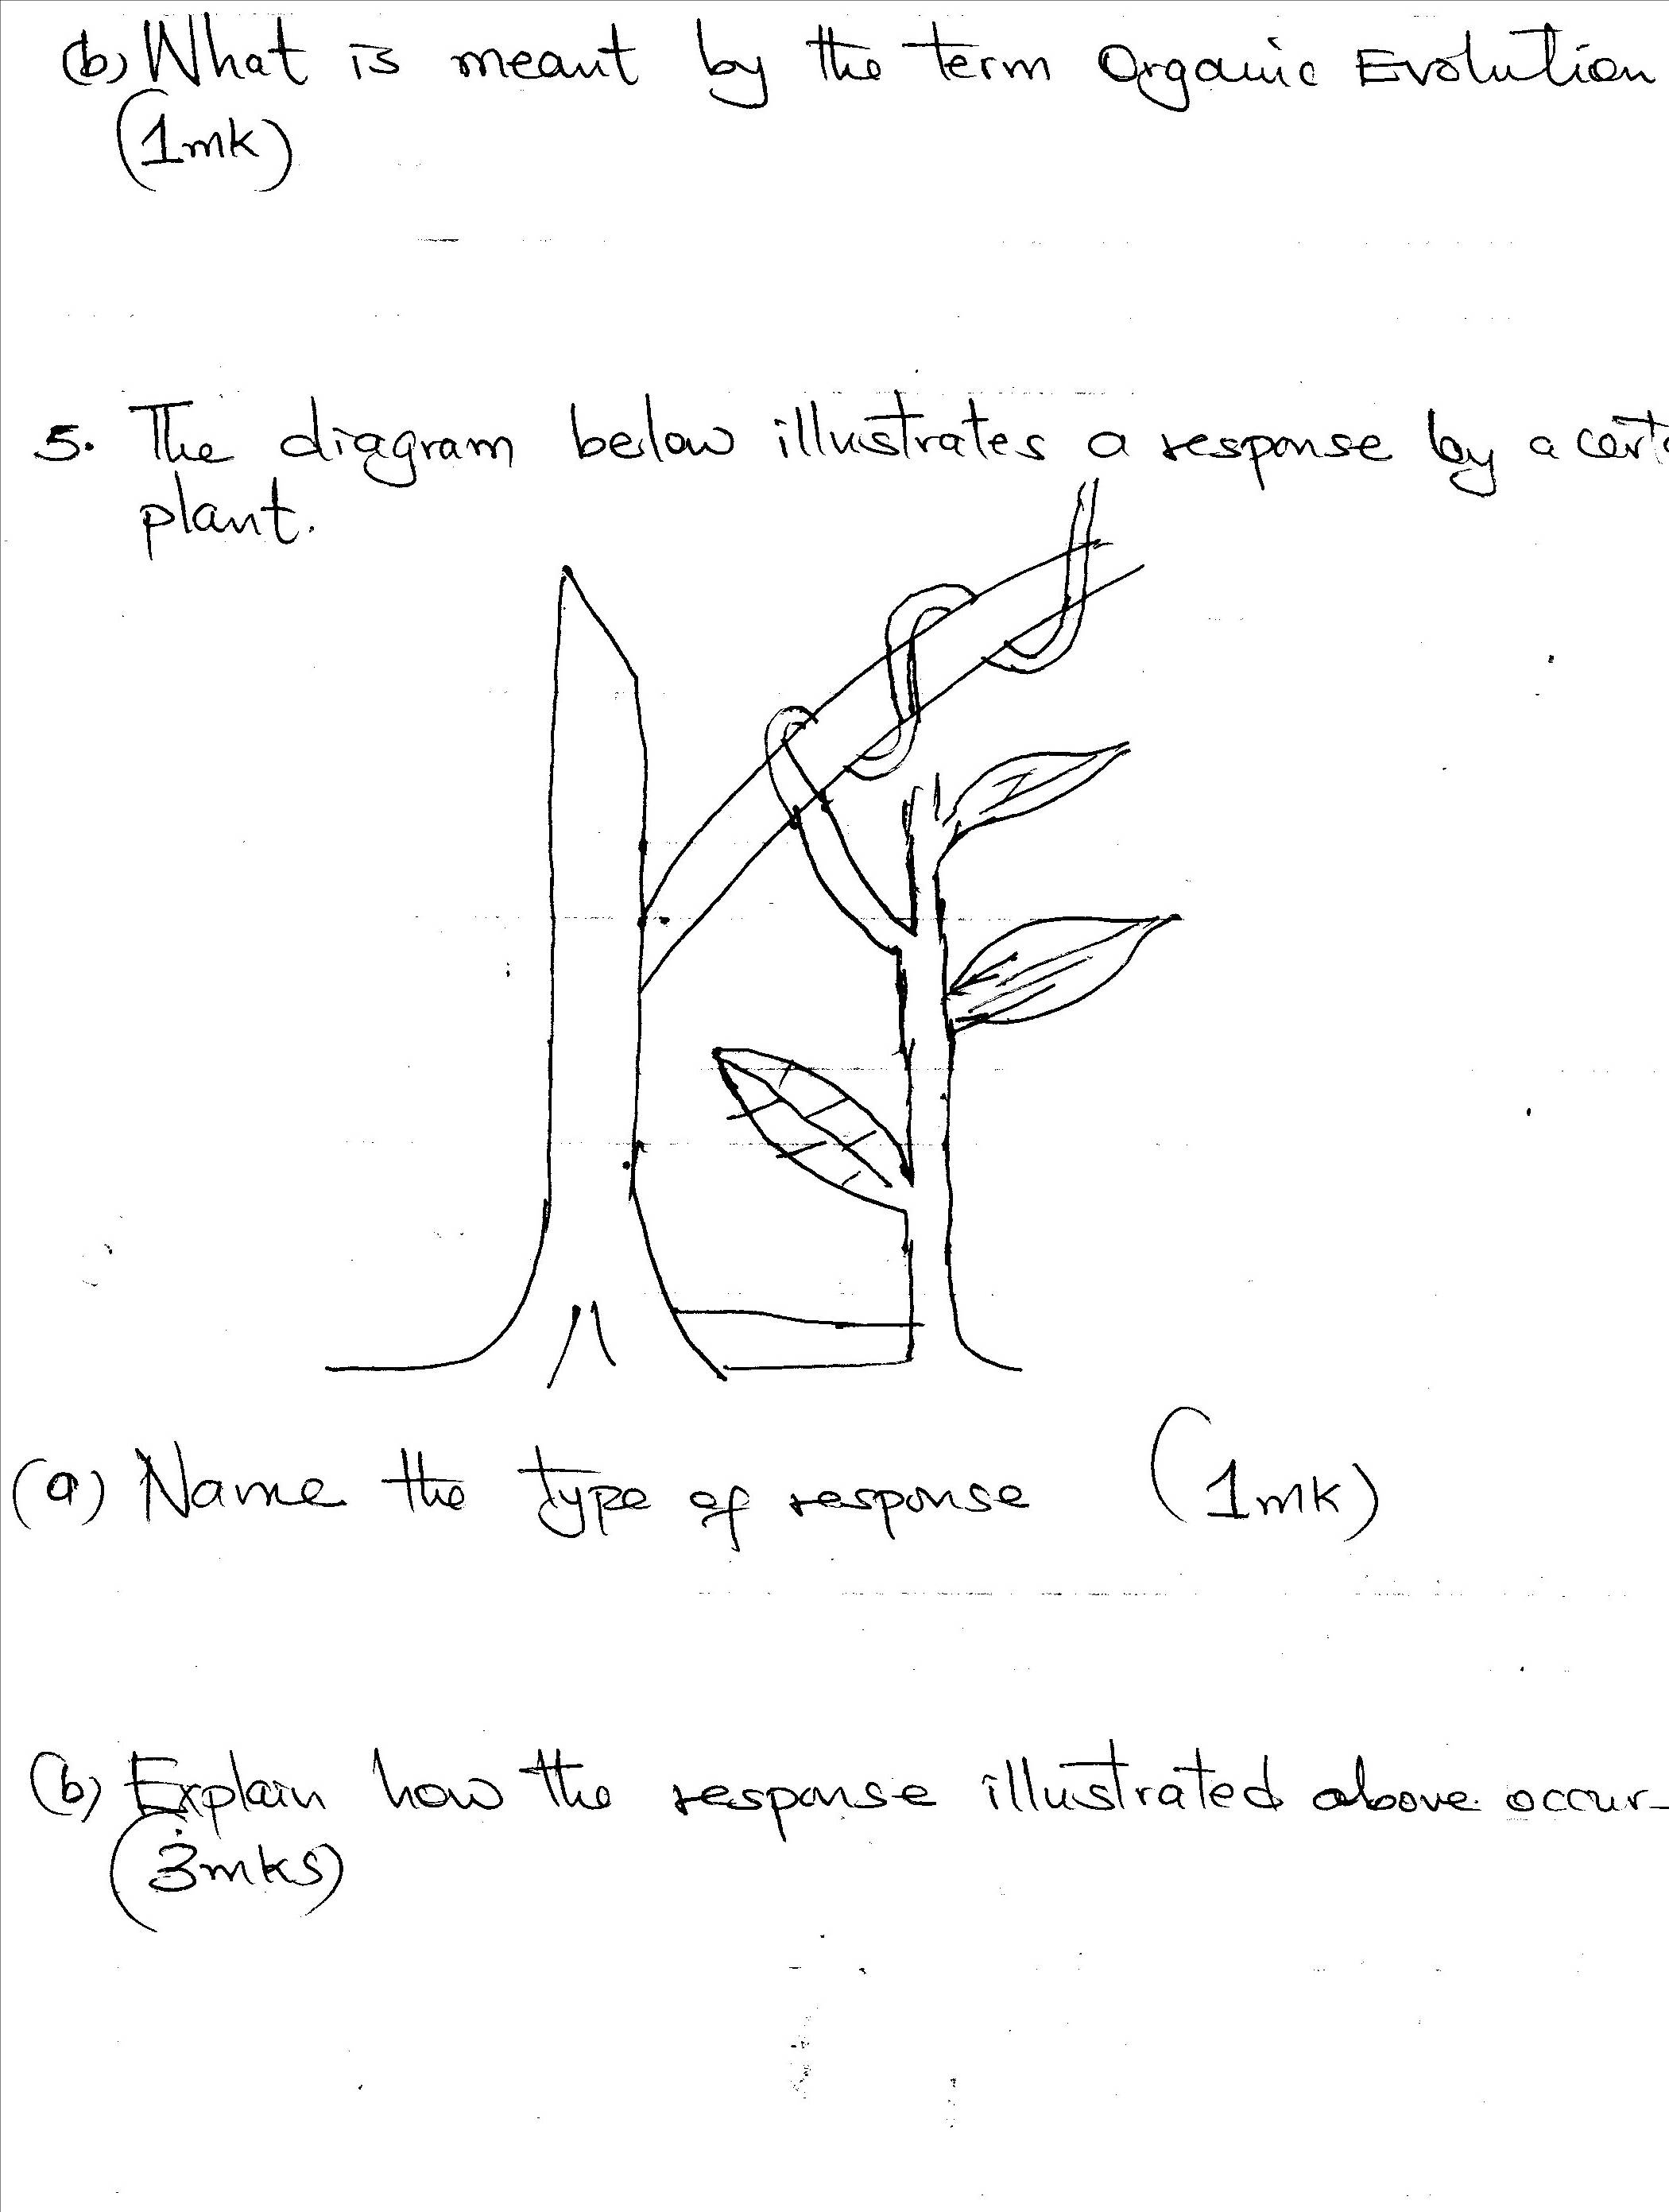 (b) What is meant by the term Organic Evolution
(1mk)
5. The diagram below illustrates a response by a
plant.
(a) Name the type of response (1mk)
(b) Explain how the response illustrated above occur-
(3mks)